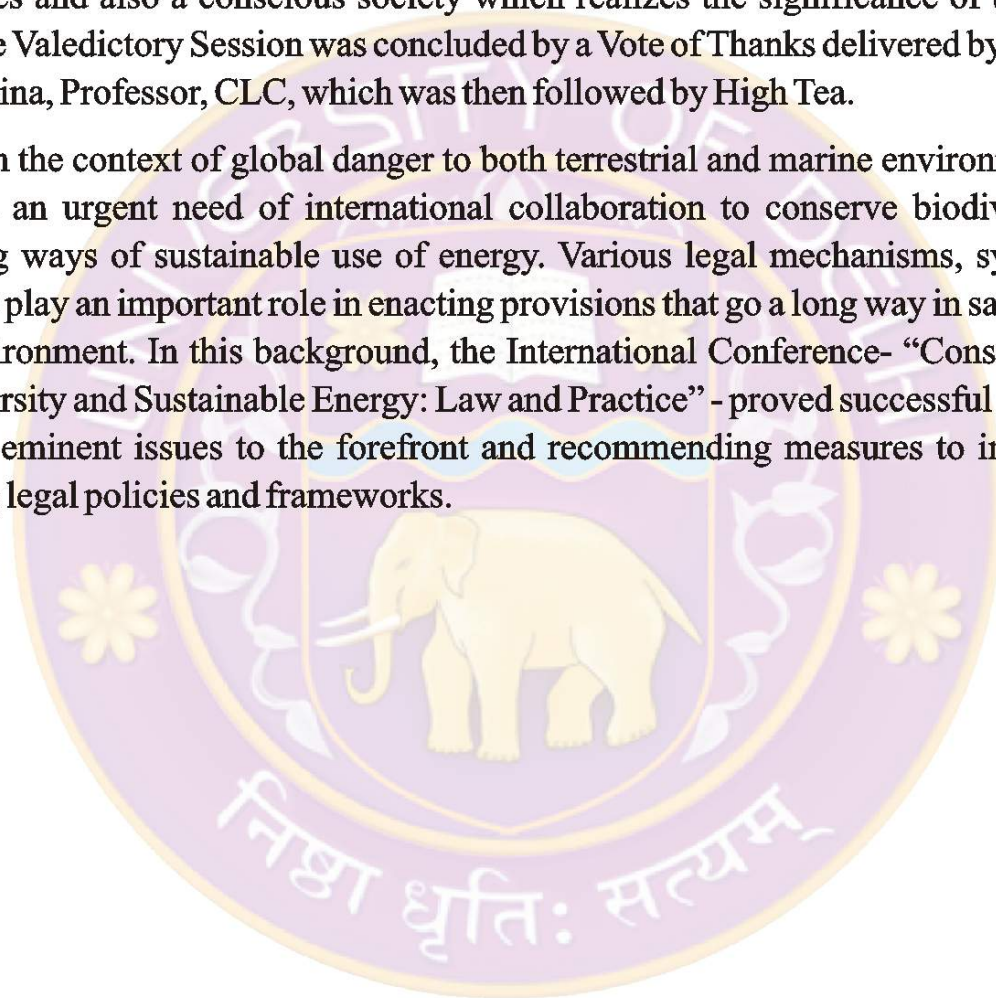 es and also a conscious society which realizes the significance of
e Valedictory Session was concluded by a Vote of Thanks delivered by
ina, Professor, CLC, which was then followed by High Tea.
n the context of global danger to both terrestrial and marine environ
an urgent need of international collaboration to conserve biodiv
g ways of sustainable use of energy. Various legal mechanisms, sy
play an important role in enacting provisions that go a long way in sa
ironment. In this background, the International Conference- “Cons
rsity and Sustainable Energy: Law and Practice” - proved successful
eminent issues to the forefront and recommending measures to in
legal policies and frameworks.
UNIVERSITY OF DELHI
निष्ठा धृति: सत्यम्